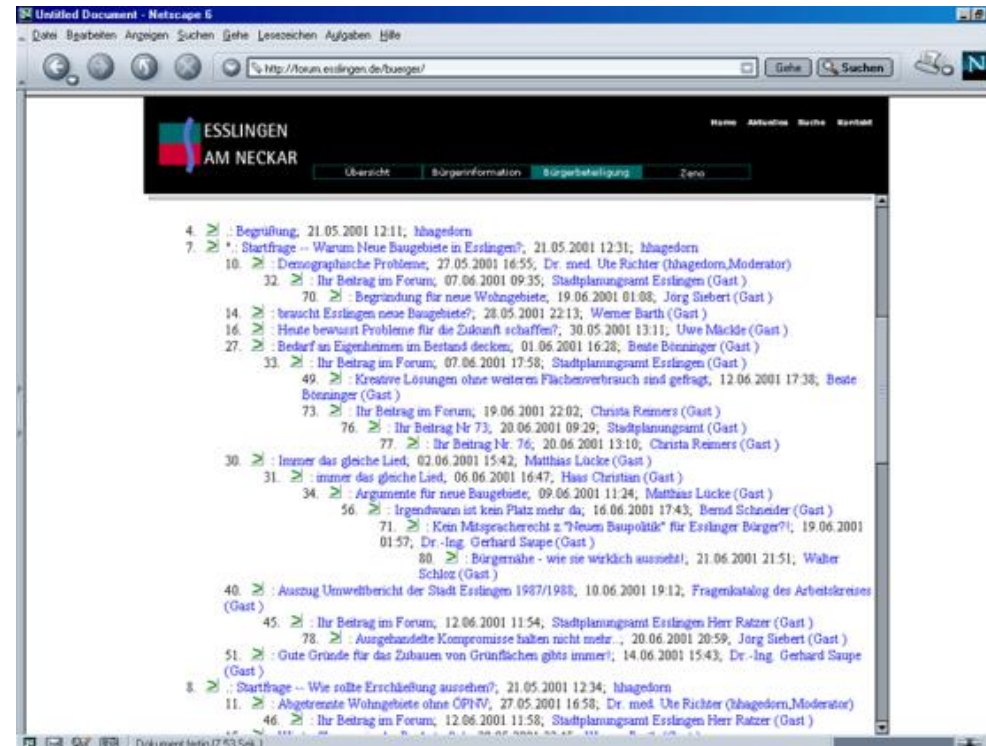 Untitled Document - Netscape 6
Datei Bearbeiten Anzeigen Suchen Gehe Lesezeichen Aufgaben Hilfe
http://forum.esslingen.de/buerger/ Gehe Suchen N
Home Aktuelles Suche Kontakt
ESSLINGEN
AM NECKAR
Übersicht Bürgerinformation Bürgerbeteiligung Zeno
4. .: Begrüßung; 21.05.2001 12:11; hhagedorn
7. *.: Startfrage -- Warum Neue Baugebiete in Esslingen?; 21.05.2001 12:31; hhagedorn
10. : Demographische Probleme; 27.05.2001 16:55; Dr. med. Ute Richter (hhagedorn,Moderator)
32. : Ihr Beitrag im Forum; 07.06.2001 09:35; Stadtplanungsamt Esslingen (Gast )
70. : Begründung für neue Wohngebiete; 19.06.2001 01:08; Jörg Siebert (Gast )
14. : braucht Esslingen neue Baugebiete?; 28.05.2001 22:13; Werner Barth (Gast )
16. : Heute bewusst Probleme für die Zukunft schaffen?; 30.05.2001 13:11; Uwe Mäckle (Gast )
27. : Bedarf an Eigenheimen im Bestand decken; 01.06.2001 16:28; Beate Bönninger (Gast )
33. : Ihr Beitrag im Forum; 07.06.2001 17:58; Stadtplanungsamt Esslingen (Gast )
49. : Kreative Lösungen ohne weiteren Flächenverbrauch sind gefragt; 12.06.2001 17:38; Beate
Bönninger (Gast )
73. : Ihr Beitrag im Forum; 19.06.2001 22:02; Christa Reimers (Gast )
76. : Ihr Beitrag Nr 73; 20.06.2001 09:29; Stadtplanungsamt (Gast )
77. : Ihr Beitrag Nr. 76; 20.06.2001 13:10; Christa Reimers (Gast )
30. : Immer das gleiche Lied; 02.06.2001 15:42; Matthias Lücke (Gast )
31. : immer das gleiche Lied; 06.06.2001 16:47; Haas Christian (Gast )
34. : Argumente für neue Baugebiete; 09.06.2001 11:24; Matthias Lücke (Gast )
56. : Irgendwann ist kein Platz mehr da; 16.06.2001 17:43; Bernd Schneider (Gast )
71. : Kein Mitspracherecht z."Neuen Baupolitik" für Esslinger Bürger?!; 19.06.2001
01:57; Dr.-Ing. Gerhard Saupe (Gast )
80. : Bürgernähe - wie sie wirklich aussieht!; 21.06.2001 21:51; Walter
Schloz (Gast )
40. : Auszug Umweltbericht der Stadt Esslingen 1987/1988; 10.06.2001 19:12; Fragenkatalog des Arbeitskreises
(Gast )
45. : Ihr Beitrag im Forum; 12.06.2001 11:54; Stadtplanungsamt Esslingen Herr Ratzer (Gast )
78. : Ausgehandelte Kompromisse halten nicht mehr...; 20.06.2001 20:59; Jörg Siebert (Gast )
51. : Gute Gründe für das Zubauen von Grünflächen gibts immer!; 14.06.2001 15:43; Dr.-Ing. Gerhard Saupe
(Gast )
8. .: Startfrage -- Wie sollte Erschließung aussehen?; 21.05.2001 12:34; hhagedorn
11. : Abgetrennte Wohngebiete ohne ÖPNV; 27.05.2001 16:58; Dr. med. Ute Richter (hhagedorn,Moderator)
46. : Ihr Beitrag im Forum; 12.06.2001 11:58; Stadtplanungsamt Esslingen Herr Ratzer (Gast )
Dokument fertig (7.53 Sek.)